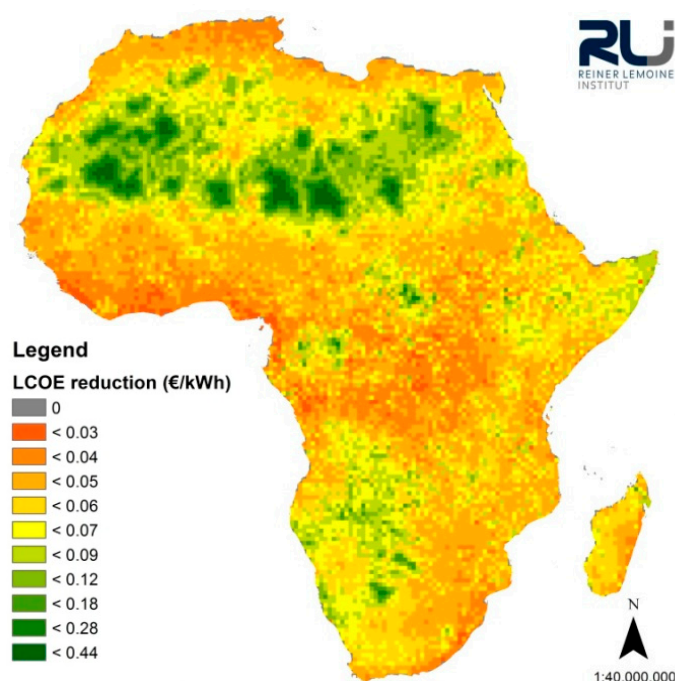 RLI
REINER LEMOINE
INSTITUT
Legend
LCOE reduction (€/kWh)
0
< 0.03
< 0.04
< 0.05
< 0.06
< 0.07
< 0.09
< 0.12
< 0.18
< 0.28
< 0.44
N
1:40.000.000